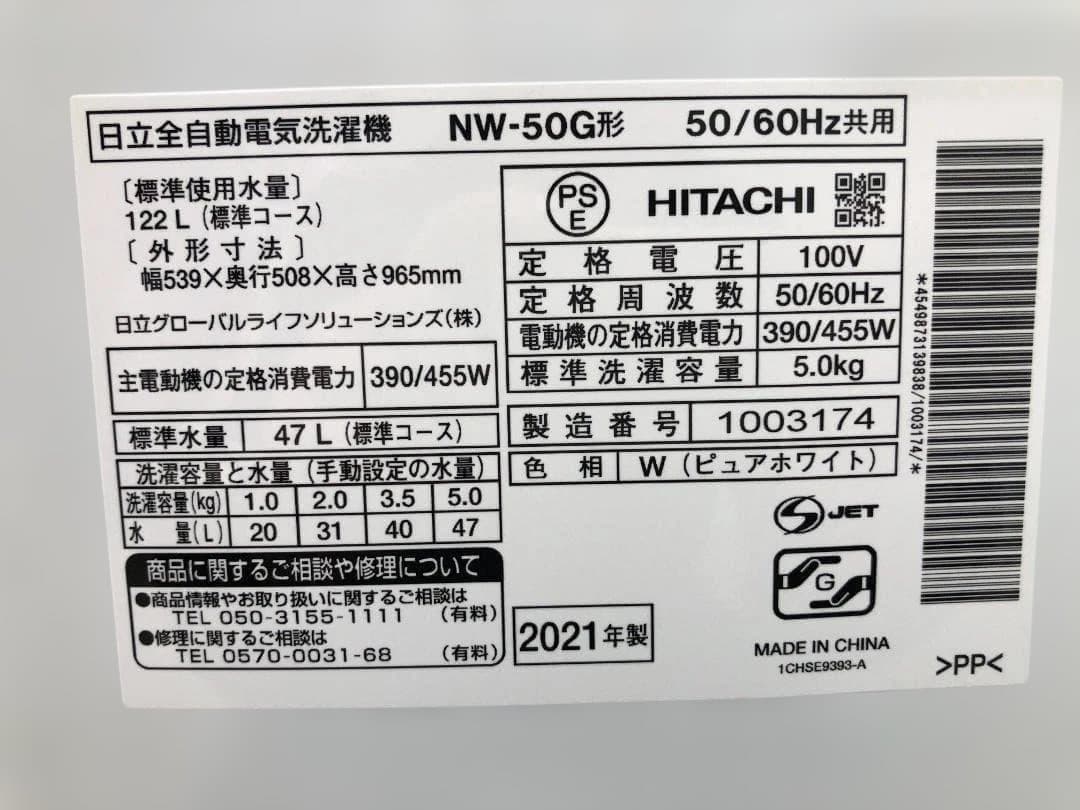 日立全自動電気洗濯機 NW-50G形 50/60Hz共用
〔標準使用水量〕
122 L (標準コース)
〔外形寸法〕
幅539×奥行508×高さ965mm
日立グローバルライフソリューションズ(株)
主電動機の定格消費電力 390/455W
標準水量 47 L (標準コース)
洗濯容量と水量 (手動設定の水量)
洗濯容量(kg) 1.0 2.0 3.5 5.0
水量(L) 20 31 40 47
商品に関するご相談や修理について
●商品情報やお取り扱いに関するご相談は
TEL 050-3155-1111 (有料)
●修理に関するご相談は
TEL 0570-0031-68 (有料)
PS
E
HITACHI
定格電圧 100V
定格周波数 50/60Hz
電動機の定格消費電力 390/455W
標準洗濯容量 5.0kg
製造番号 1003174
色相 W (ピュアホワイト)
S JET
G
2021年製
MADE IN CHINA
1CHSE9393-A
*4549873139838/1003174/*
>PP<